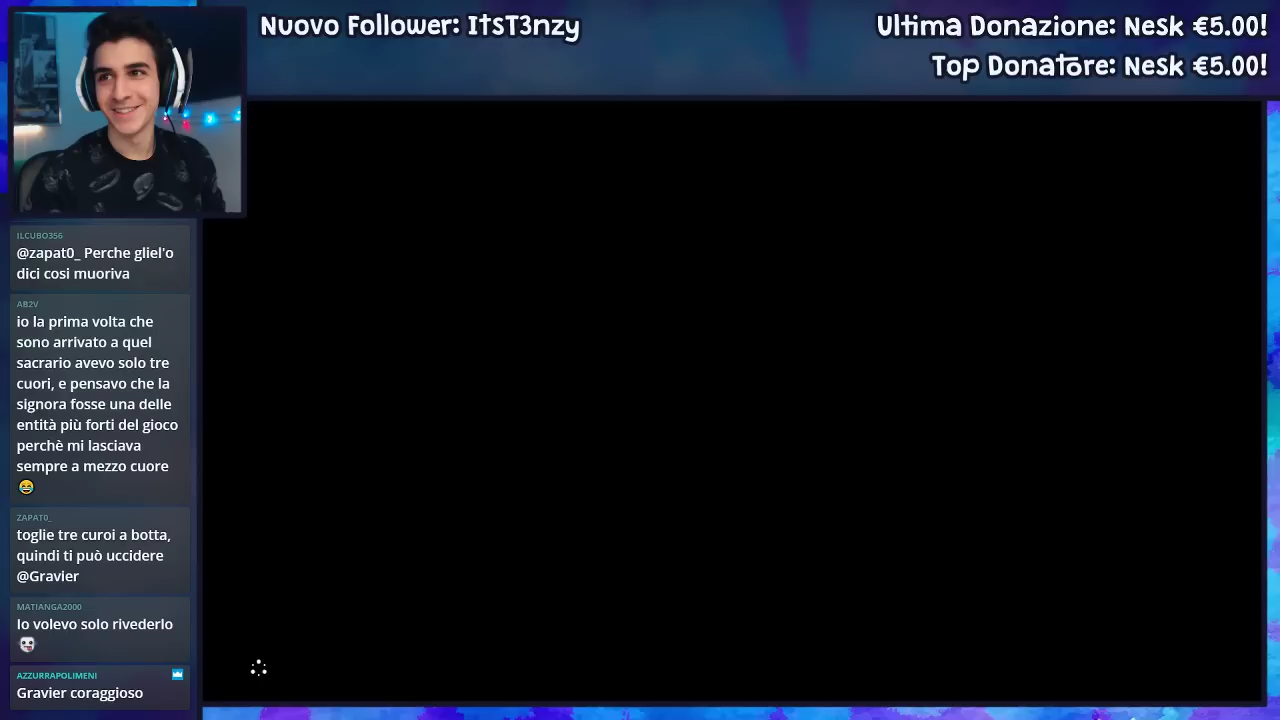 Nuovo Follower: ItsT3nzy
Ultima Donazione: Nesk €5.00!
Top Donatore: Nesk €5.00!
ILCUBO356
@zapat0_ Perche gliel'o
dici cosi muoriva
AB2V
io la prima volta che
sono arrivato a quel
sacrario avevo solo tre
cuori, e pensavo che la
signora fosse una delle
entità più forti del gioco
perchè mi lasciava
sempre a mezzo cuore
😂
ZAPAT0_
toglie tre curoi a botta,
quindi ti può uccidere
@Gravier
MATIANGA2000
Io volevo solo rivederlo
👻
AZZURRAPOLIMENI
Gravier coraggioso